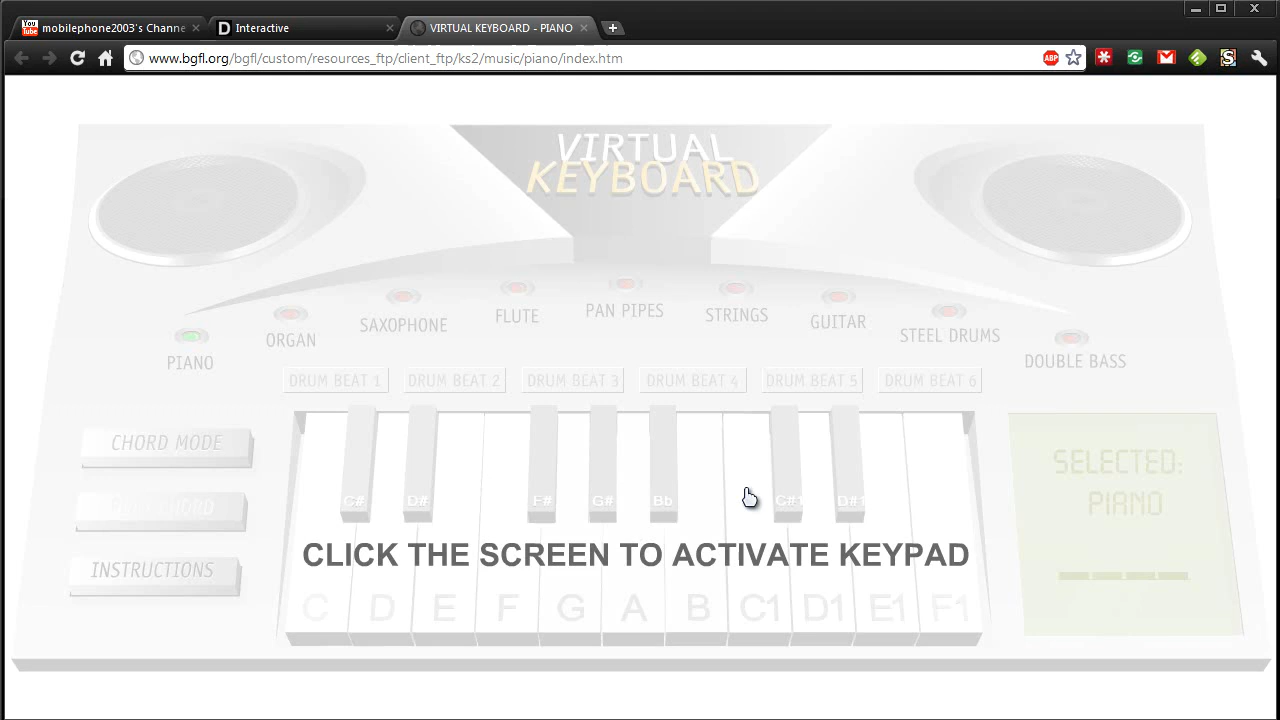 You Tube
mobilephone2003's Channe
D
Interactive
VIRTUAL KEYBOARD - PIANO
www.bgfl.org/bgfl/custom/resources_ftp/client_ftp/ks2/music/piano/index.htm
ABP
VIRTUAL
KEYBOARD
PIANO
ORGAN
SAXOPHONE
FLUTE
PAN PIPES
STRINGS
GUITAR
STEEL DRUMS
DOUBLE BASS
DRUM BEAT 1
DRUM BEAT 2
DRUM BEAT 3
DRUM BEAT 4
DRUM BEAT 5
DRUM BEAT 6
CHORD MODE
INSTRUCTIONS
C# D# F# G# Bb C#1 D#1
CLICK THE SCREEN TO ACTIVATE KEYPAD
C D E F G A B C1 D1 E1 F1
SELECTED:
PIANO